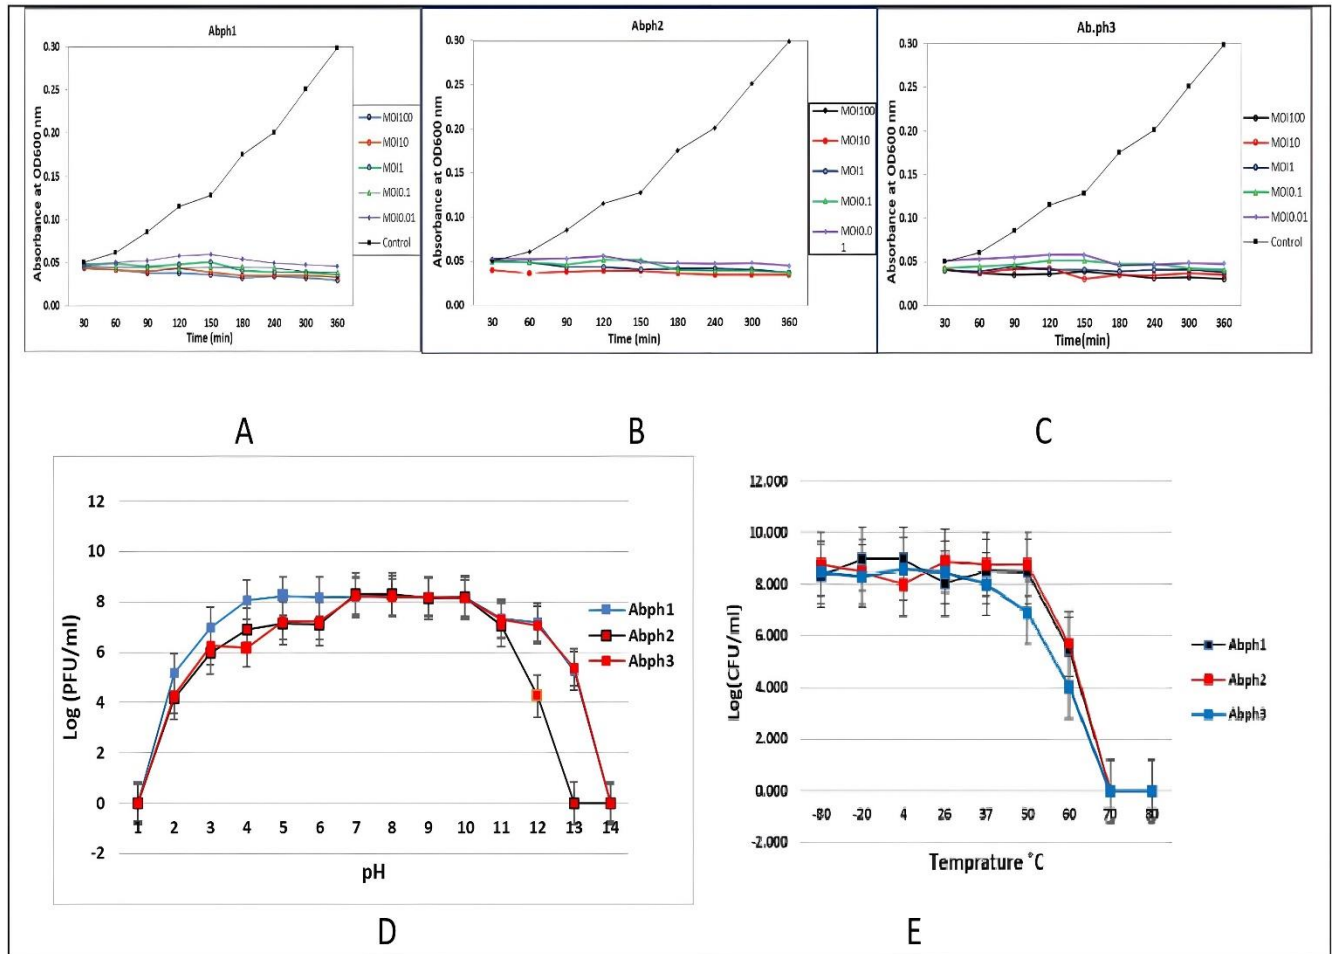 Abph1
Absorbance at OD600 nm
0.30
0.25
0.20
0.15
0.10
0.05
0.00
30 60 90 120 150 180 240 300 360
Time (min)
MOI100
MOI10
MOI1
MOI0.1
MOI0.01
Control
Abph2
Absorbance at OD600 nm
0.30
0.25
0.20
0.15
0.10
0.05
0.00
30 60 90 120 150 180 240 300 360
Time (min)
MOI100
MOI10
MOI1
MOI0.1
MOI0.0
1
Ab.ph3
Absorbance at OD600 nm
0.30
0.25
0.20
0.15
0.10
0.05
0.00
30 60 90 120 150 180 240 300 360
Time(min)
MOI100
MOI10
MOI1
MOI0.1
MOI0.01
Control
A
B
C
Log (PFU/ml)
12
10
8
6
4
2
0
-2
1 2 3 4 5 6 7 8 9 10 11 12 13 14
pH
Abph1
Abph2
Abph3
Log(CFU/ml)
12.000
10.000
8.000
6.000
4.000
2.000
0.000
-2.000
-80 -20 4 26 37 50 60 70 80
Temprature °C
Abph1
Abph2
Abph3
D
E